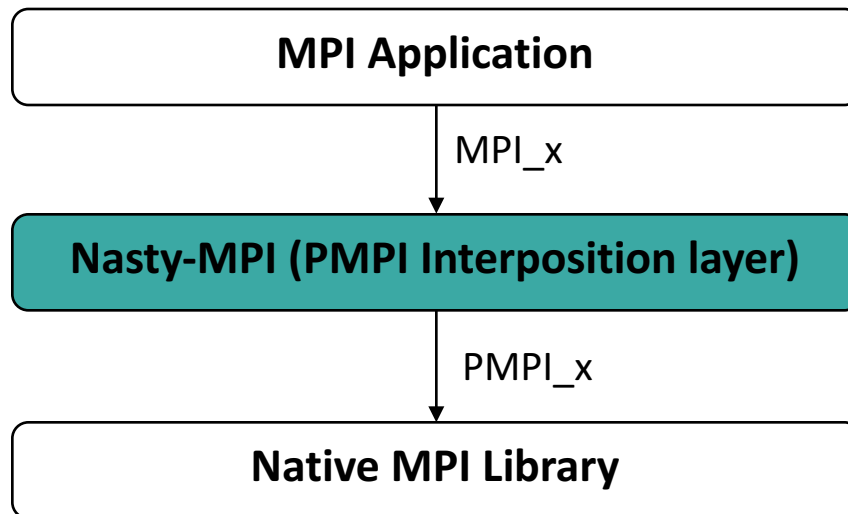 MPI Application
MPI_x
Nasty-MPI (PMPI Interposition layer)
PMPI_x
Native MPI Library